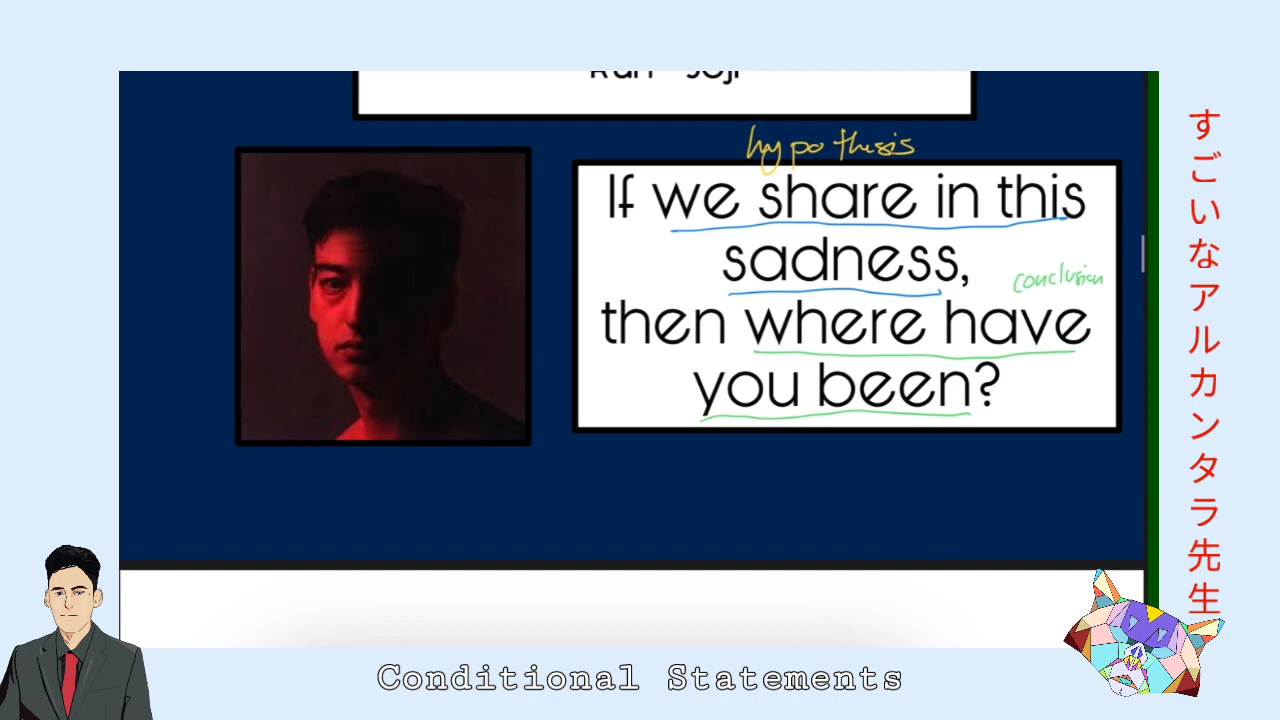 hypothesis
If we share in this
sadness,
conclusion
then where have
you been?
すごいなアルカンタラ先生
Conditional Statements